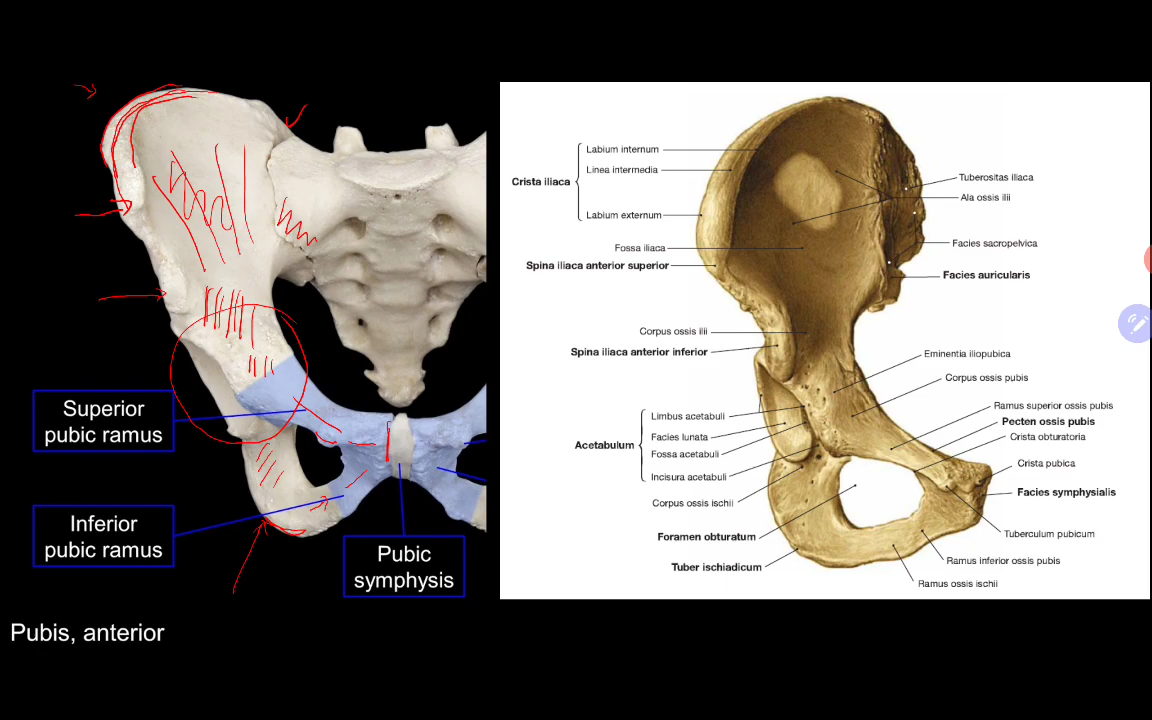 Superior
pubic ramus
Inferior
pubic ramus
Pubic
symphysis
Pubis, anterior
Crista iliaca
Labium internum
Linea intermedia
Labium externum
Fossa iliaca
Spina iliaca anterior superior
Corpus ossis ilii
Spina iliaca anterior inferior
Acetabulum
Limbus acetabuli
Facies lunata
Fossa acetabuli
Incisura acetabuli
Corpus ossis ischii
Foramen obturatum
Tuber ischiadicum
Tuberositas iliaca
Ala ossis ilii
Facies sacropelvica
Facies auricularis
Eminentia iliopubica
Corpus ossis pubis
Ramus superior ossis pubis
Pecten ossis pubis
Crista obturatoria
Crista pubica
Facies symphysialis
Tuberculum pubicum
Ramus inferior ossis pubis
Ramus ossis ischii